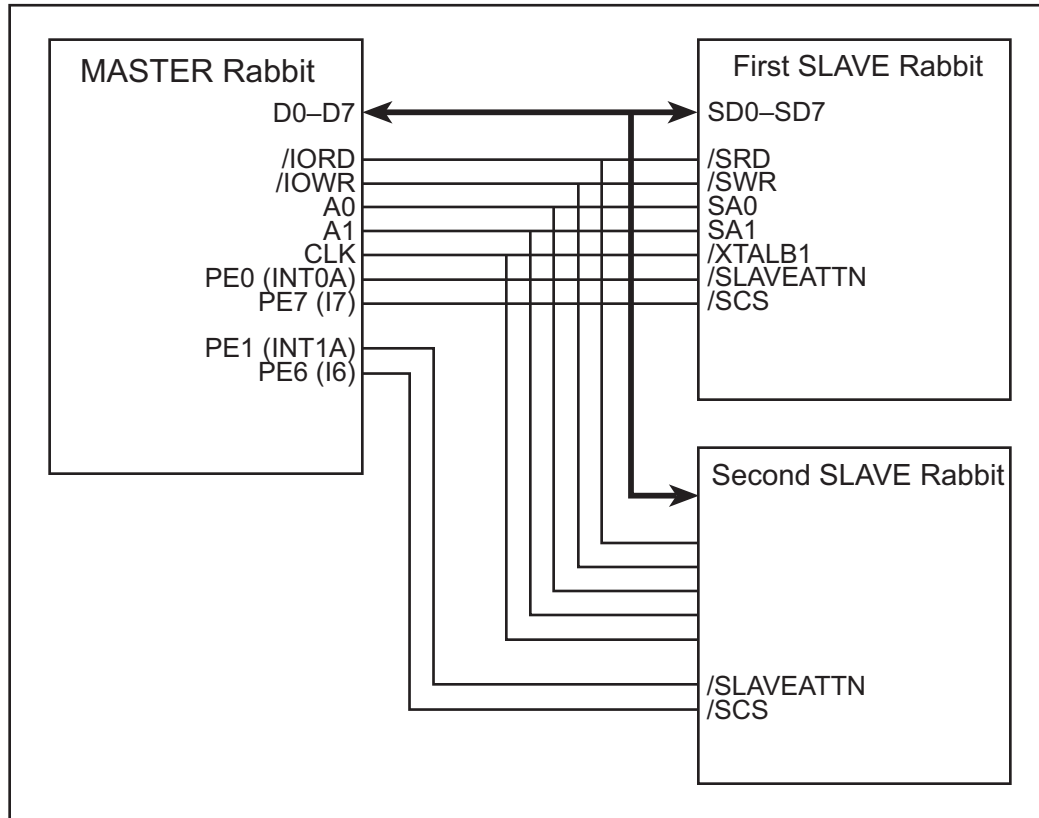 MASTER Rabbit
D0–D7
/IORD
/IOWR
A0
A1
CLK
PE0 (INT0A)
PE7 (I7)
PE1 (INT1A)
PE6 (I6)
First SLAVE Rabbit
SD0–SD7
/SRD
/SWR
SA0
SA1
/XTALB1
/SLAVEATTN
/SCS
Second SLAVE Rabbit
/SLAVEATTN
/SCS